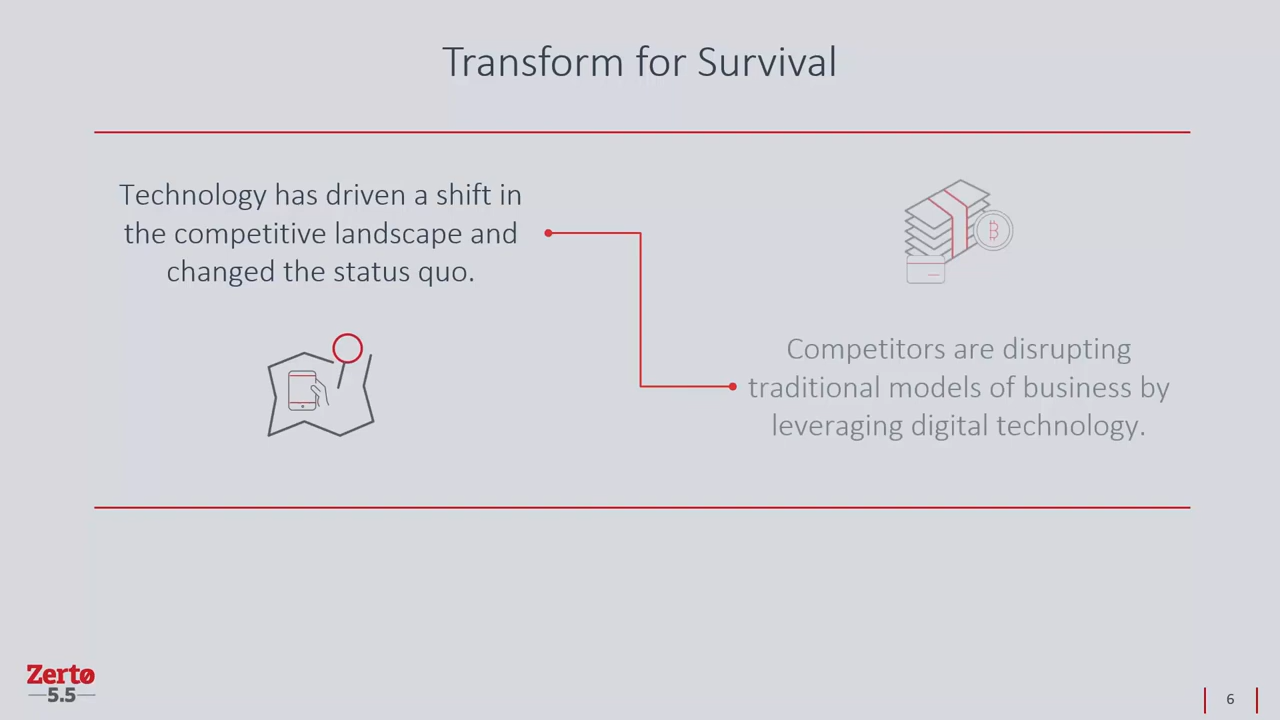 Transform for Survival
Technology has driven a shift in
the competitive landscape and
changed the status quo.
Competitors are disrupting
traditional models of business by
leveraging digital technology.
Zerto
5.5
6